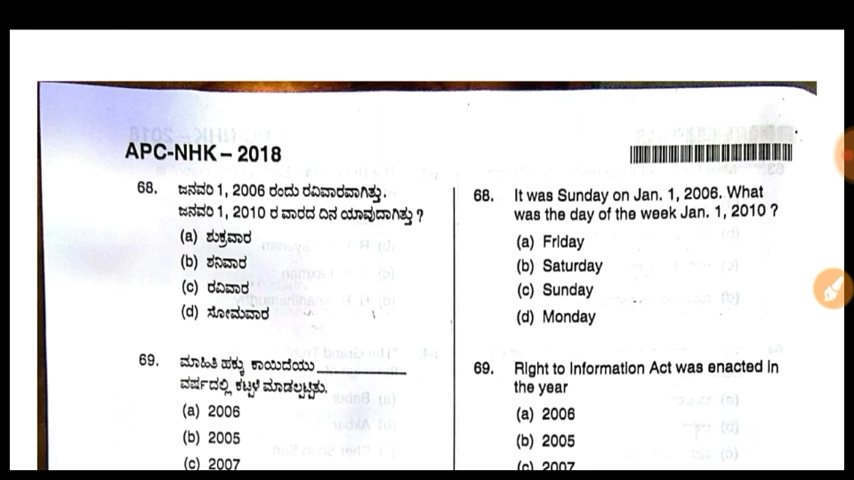 APC-NHK – 2018
68. ಜನವರಿ 1, 2006 ರಂದು ರವಿವಾರವಾಗಿತ್ತು.
ಜನವರಿ 1, 2010 ರ ವಾರದ ದಿನ ಯಾವುದಾಗಿತ್ತು ?
(a) ಶುಕ್ರವಾರ
(b) ಶನಿವಾರ
(c) ರವಿವಾರ
(d) ಸೋಮವಾರ
69. ಮಾಹಿತಿ ಹಕ್ಕು ಕಾಯಿದೆಯು ____________
ವರ್ಷದಲ್ಲಿ ಕಟ್ಟಳೆ ಮಾಡಲ್ಪಟ್ಟಿತು.
(a) 2006
(b) 2005
(c) 2007
68. It was Sunday on Jan. 1, 2006. What
was the day of the week Jan. 1, 2010 ?
(a) Friday
(b) Saturday
(c) Sunday
(d) Monday
69. Right to Information Act was enacted in
the year
(a) 2006
(b) 2005
(c) 2007